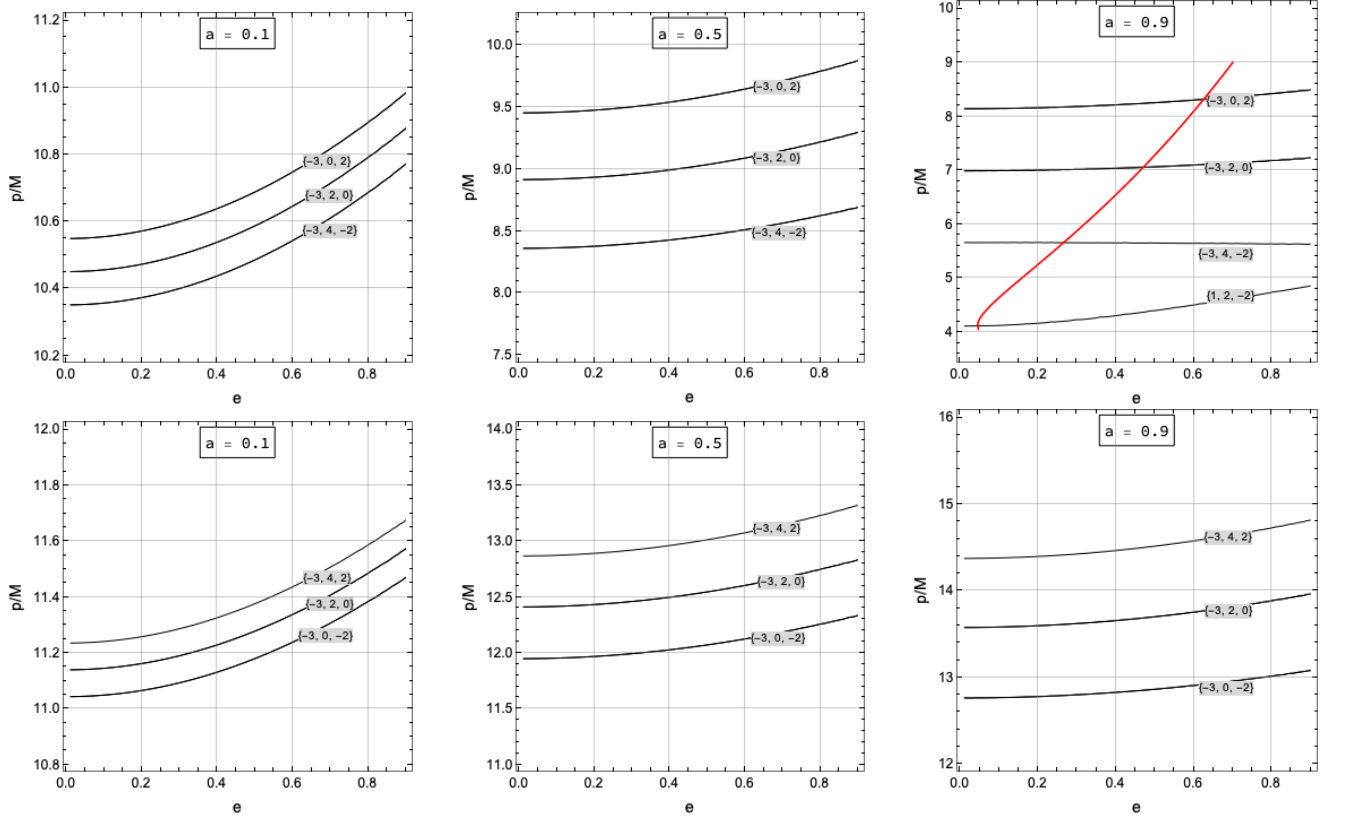 a = 0.1
p/M
11.2
11.0
10.8
10.6
10.4
10.2
{−3, 0, 2}
{−3, 2, 0}
{−3, 4, −2}
0.0 0.2 0.4 0.6 0.8
e
a = 0.5
p/M
10.0
9.5
9.0
8.5
8.0
7.5
{−3, 0, 2}
{−3, 2, 0}
{−3, 4, −2}
0.0 0.2 0.4 0.6 0.8
e
a = 0.9
p/M
10
9
8
7
6
5
4
{−3, 0, 2}
{−3, 2, 0}
{−3, 4, −2}
{1, 2, −2}
0.0 0.2 0.4 0.6 0.8
e
a = 0.1
p/M
12.0
11.8
11.6
11.4
11.2
11.0
10.8
{−3, 4, 2}
{−3, 2, 0}
{−3, 0, −2}
0.0 0.2 0.4 0.6 0.8
e
a = 0.5
p/M
14.0
13.5
13.0
12.5
12.0
11.5
11.0
{−3, 4, 2}
{−3, 2, 0}
{−3, 0, −2}
0.0 0.2 0.4 0.6 0.8
e
a = 0.9
p/M
16
15
14
13
12
{−3, 4, 2}
{−3, 2, 0}
{−3, 0, −2}
0.0 0.2 0.4 0.6 0.8
e